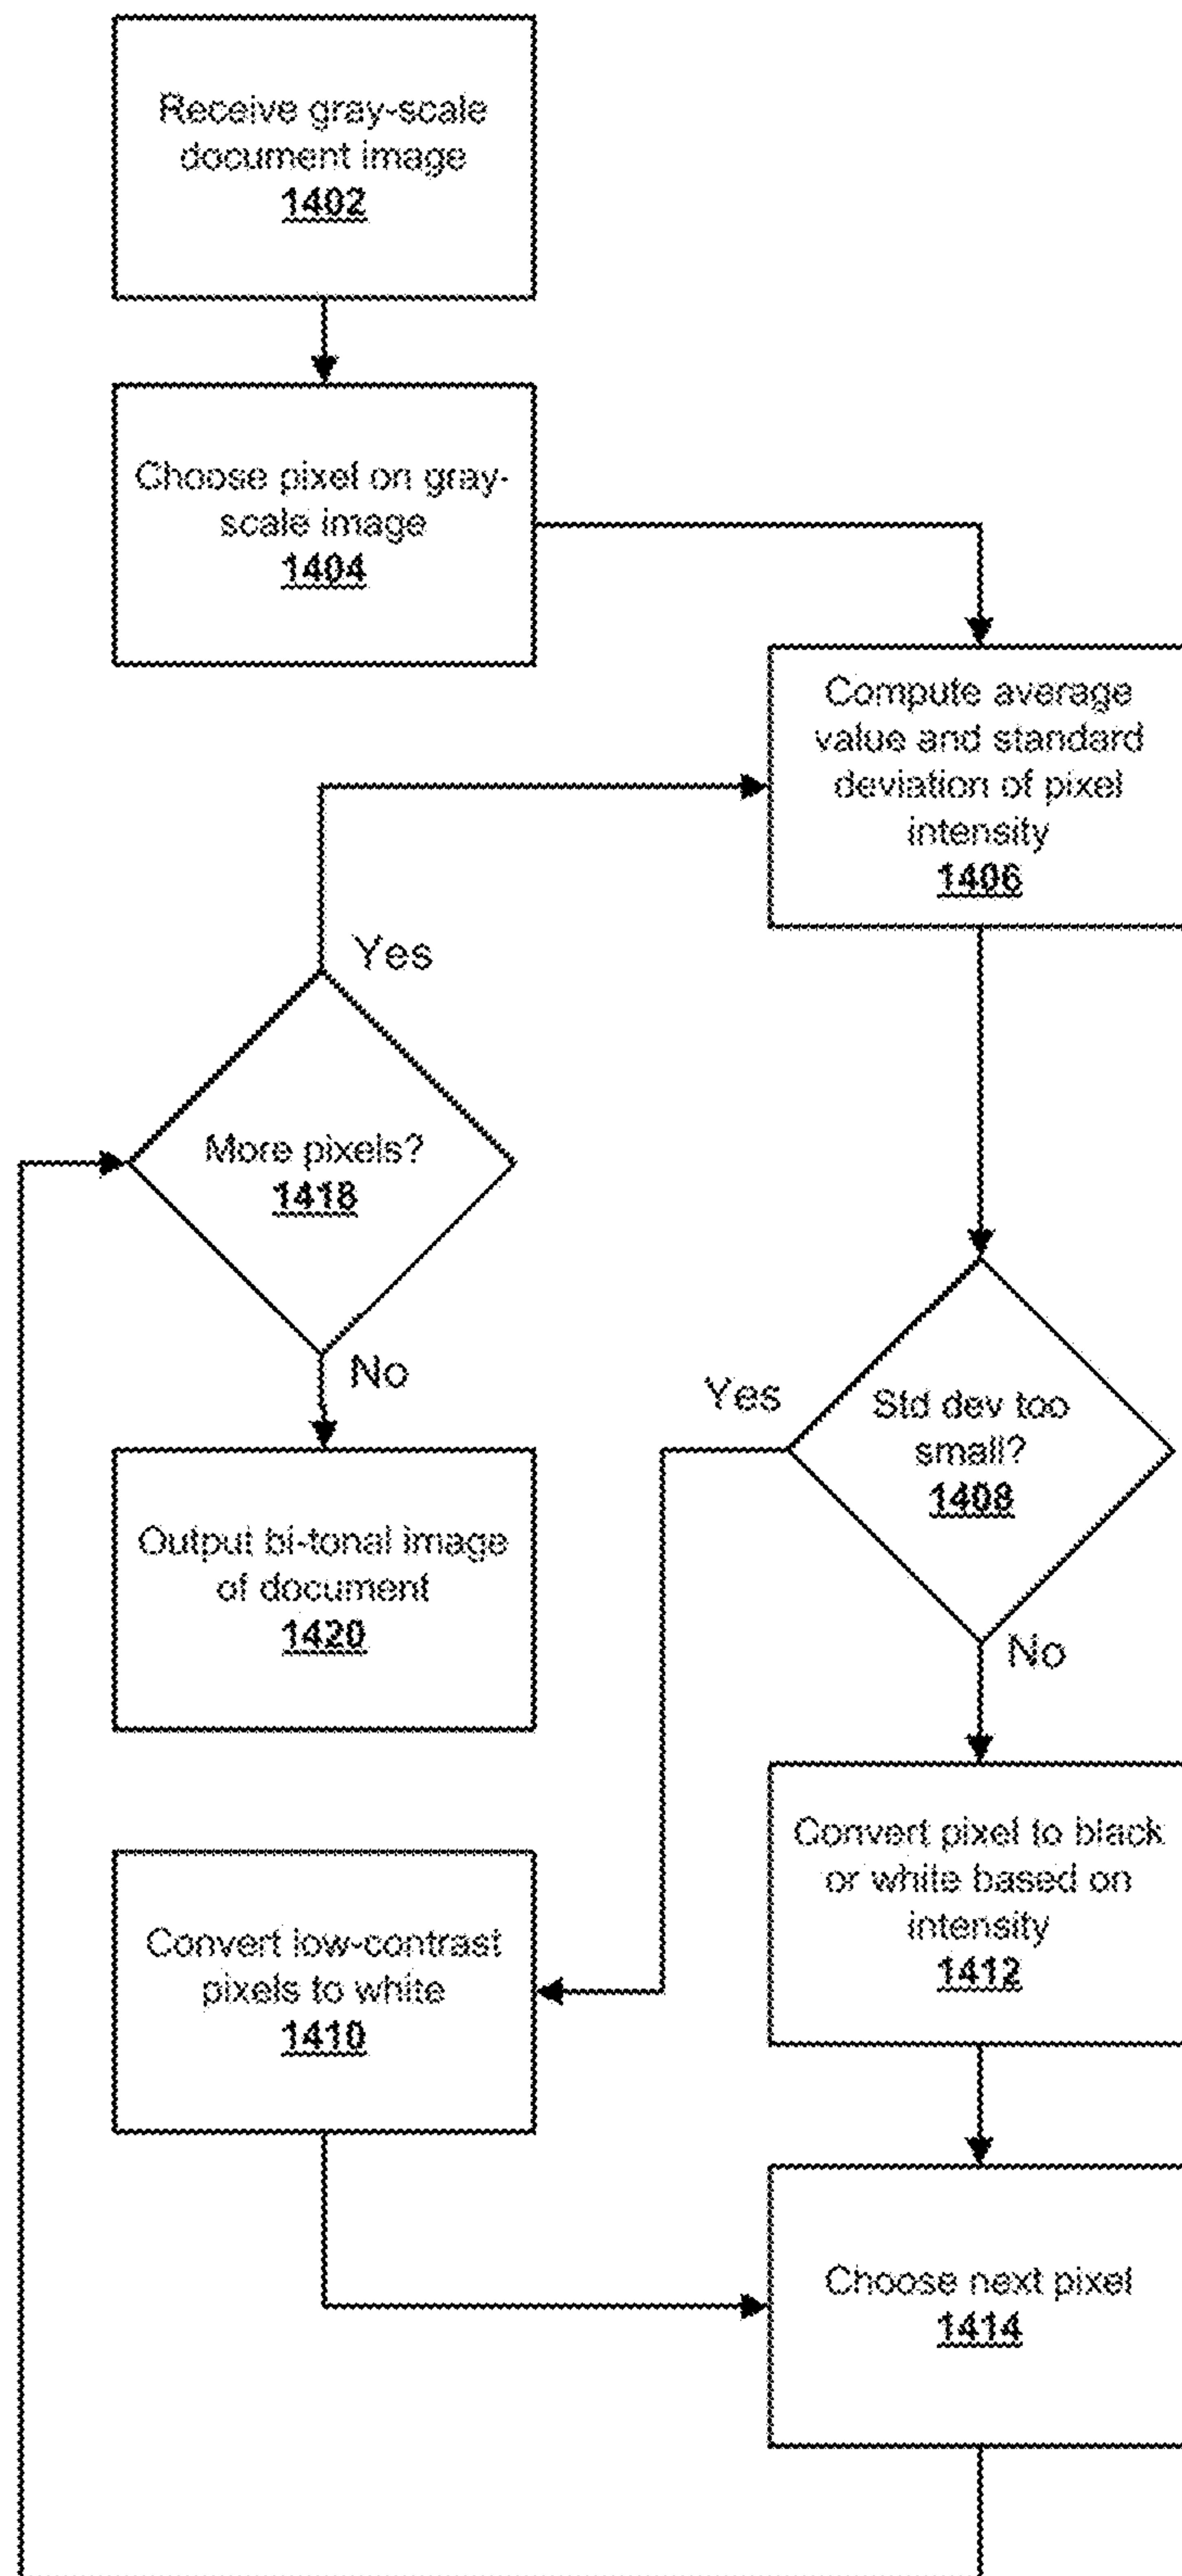 Receive gray-scale
document image
1402
Choose pixel on gray-
scale image
1404
Compute average
value and standard
deviation of pixel
intensity
1406
Yes
More pixels?
1418
No
Std dev too
small?
1408
Yes
No
Output bi-tonal image
of document
1420
Convert pixel to black
or white based on
intensity
1412
Convert low-contrast
pixels to white
1410
Choose next pixel
1414